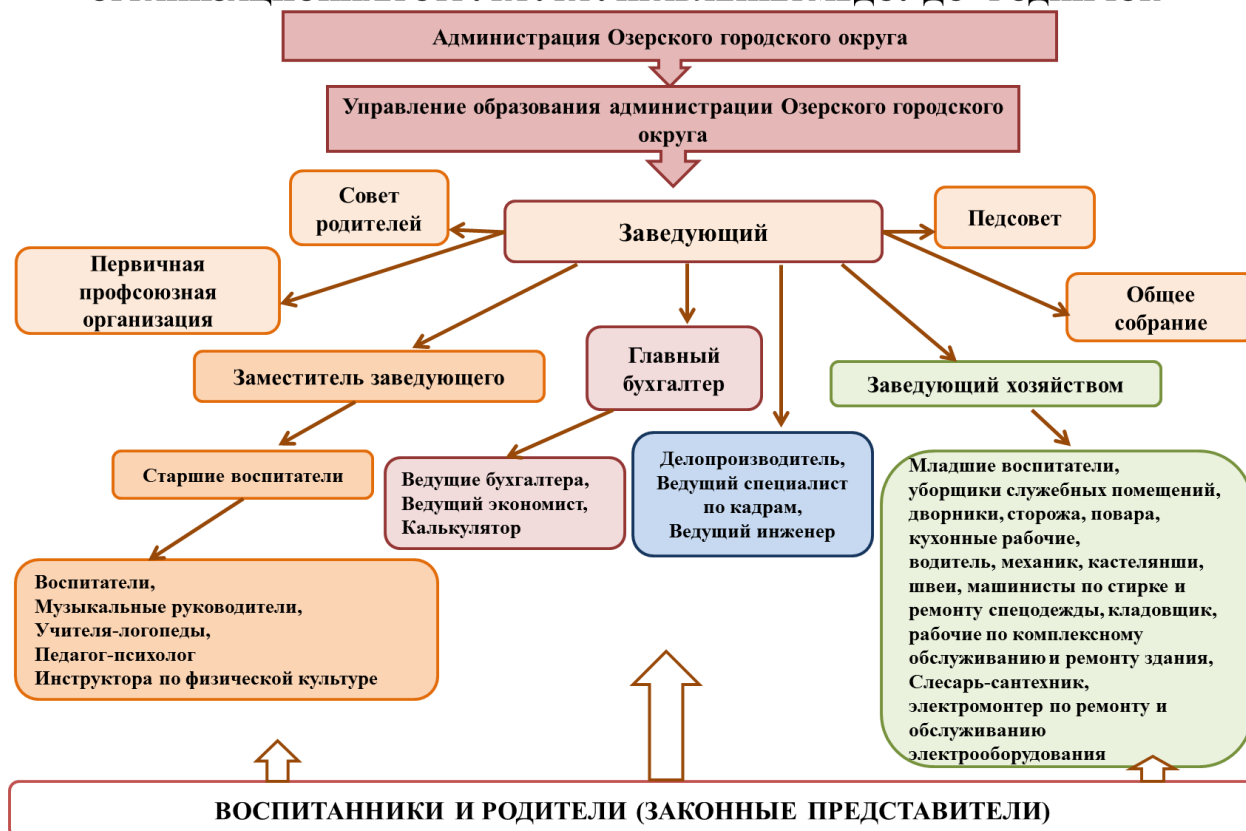 Администрация Озерского городского округа
Управление образования администрации Озерского городского
округа
Совет
родителей
Заведующий
Педсовет
Первичная
профсоюзная
организация
Общее
собрание
Заместитель заведующего
Главный
бухгалтер
Заведующий хозяйством
Старшие воспитатели
Ведущие бухгалтера,
Ведущий экономист,
Калькулятор
Делопроизводитель,
Ведущий специалист
по кадрам,
Ведущий инженер
Младшие воспитатели,
уборщики служебных помещений,
дворники, сторожа, повара,
кухонные рабочие,
водитель, механик, кастелянши,
швеи, машинисты по стирке и
ремонту спецодежды, кладовщик,
рабочие по комплексному
обслуживанию и ремонту здания,
Слесарь-сантехник,
электромонтер по ремонту и
обслуживанию
электрооборудования
Воспитатели,
Музыкальные руководители,
Учителя-логопеды,
Педагог-психолог
Инструктора по физической культуре
ВОСПИТАННИКИ И РОДИТЕЛИ (ЗАКОННЫЕ ПРЕДСТАВИТЕЛИ)